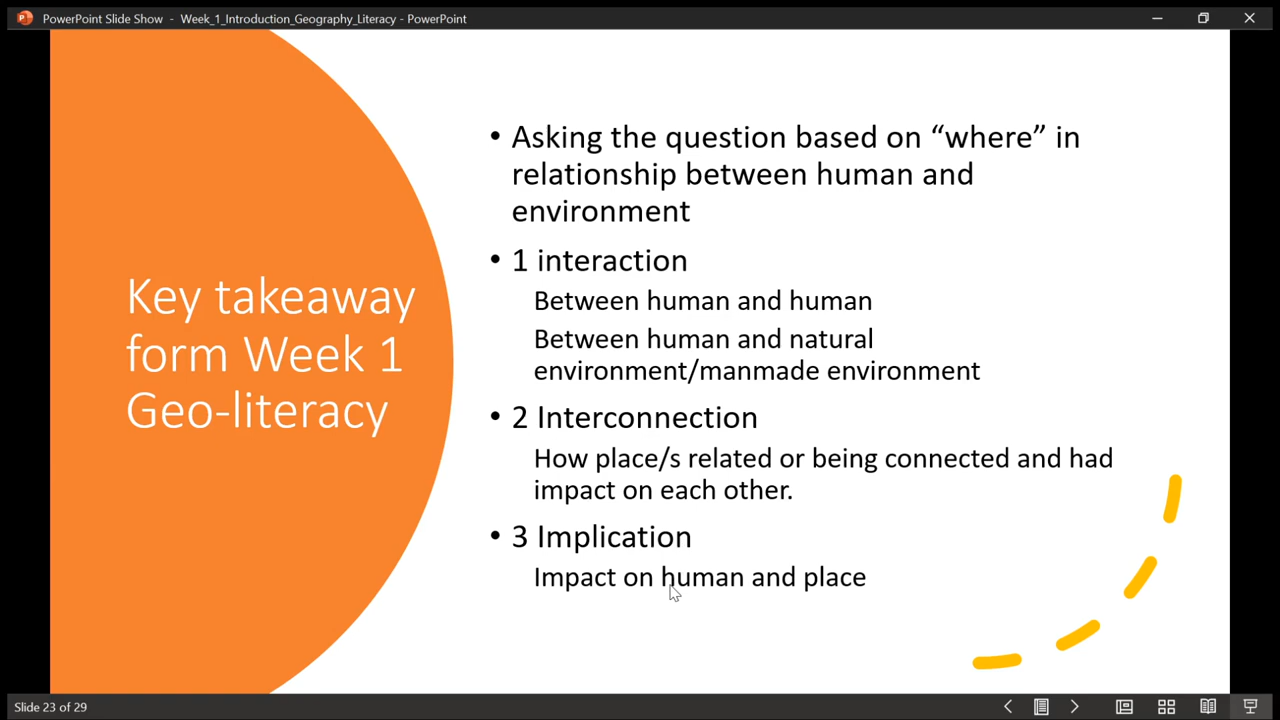 PowerPoint Slide Show - Week_1_Introduction_Geography_Literacy - PowerPoint
Key takeaway
form Week 1
Geo-literacy
• Asking the question based on “where” in
relationship between human and
environment
• 1 interaction
Between human and human
Between human and natural
environment/manmade environment
• 2 Interconnection
How place/s related or being connected and had
impact on each other.
• 3 Implication
Impact on human and place
Slide 23 of 29